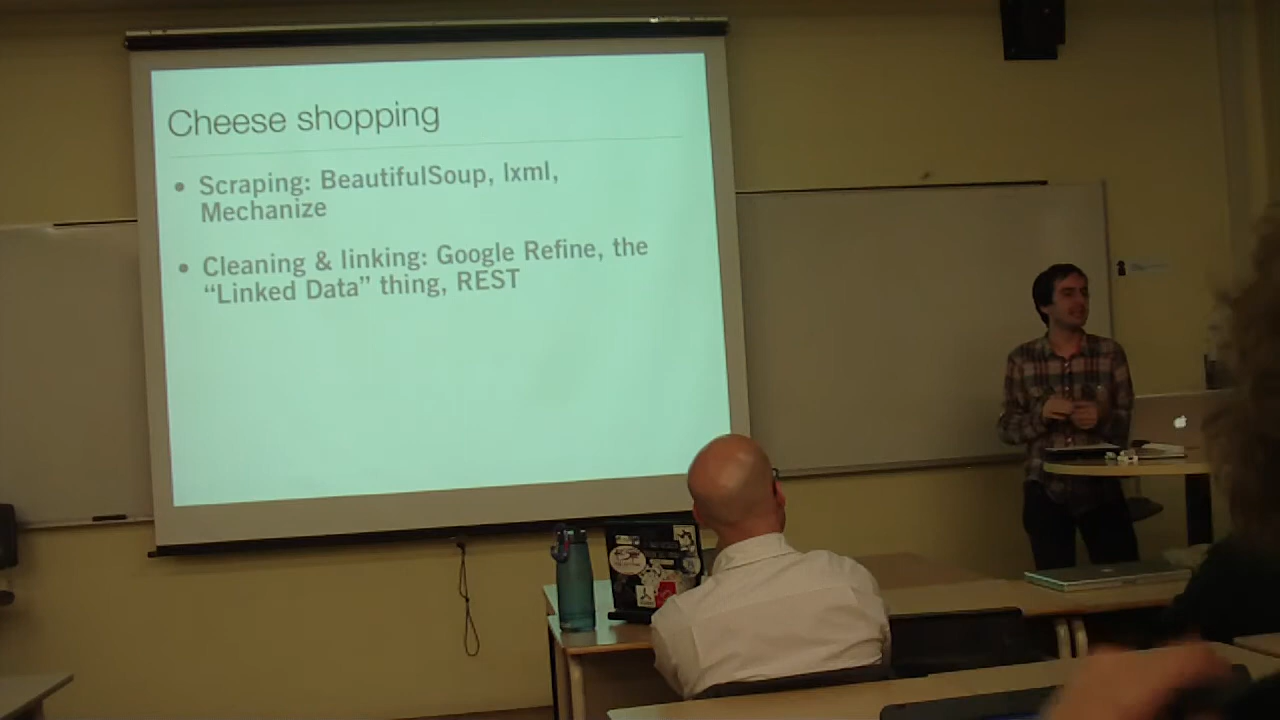 Cheese shopping
• Scraping: BeautifulSoup, lxml,
Mechanize
• Cleaning & linking: Google Refine, the
“Linked Data” thing, REST